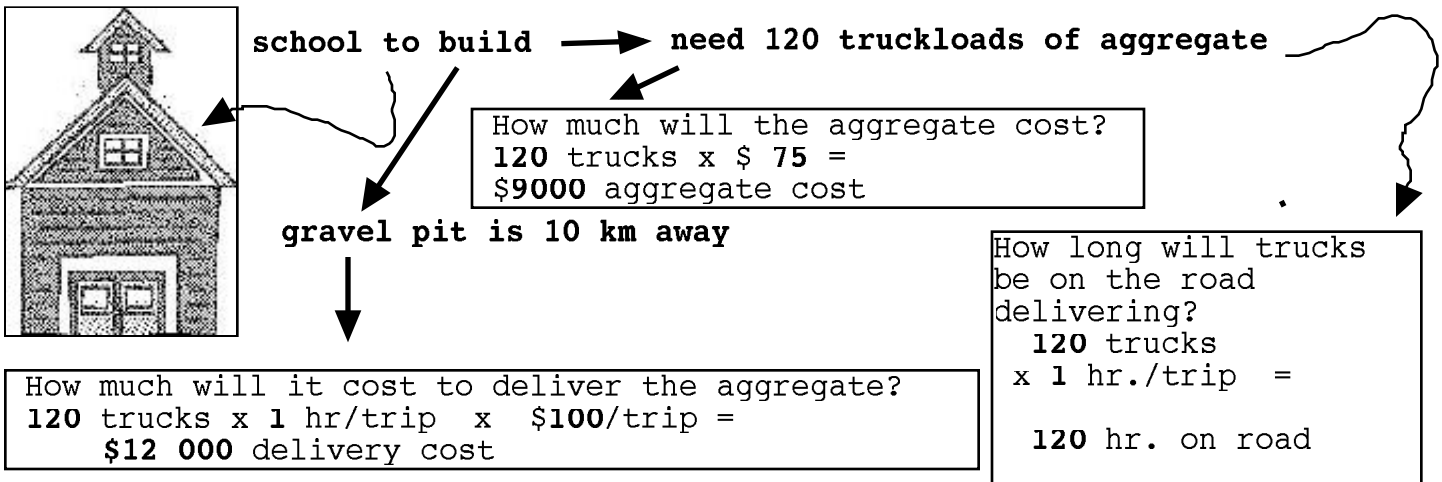 school to build
need 120 truckloads of aggregate
How much will the aggregate cost?
120 trucks x $ 75 =
$9000 aggregate cost
gravel pit is 10 km away
How long will trucks
be on the road
delivering?
120 trucks
x 1 hr./trip =
120 hr. on road
How much will it cost to deliver the aggregate?
120 trucks x 1 hr/trip x $100/trip =
$12 000 delivery cost